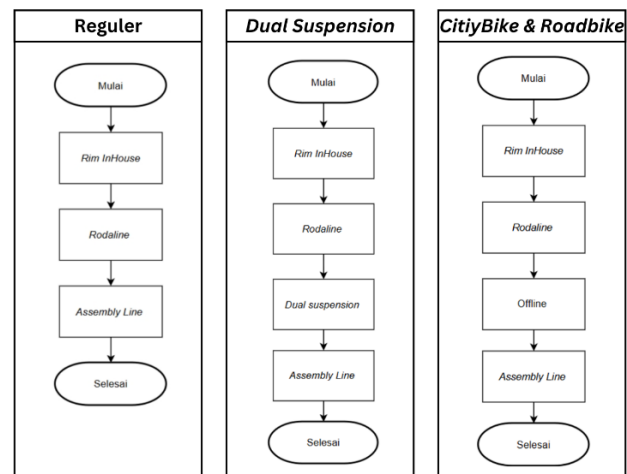 Reguler
Mulai
Rim InHouse
Rodaline
Assembly Line
Selesai
Dual Suspension
Mulai
Rim InHouse
Rodaline
Dual suspension
Assembly Line
Selesai
CitiyBike & Roadbike
Mulai
Rim InHouse
Rodaline
Offline
Assembly Line
Selesai